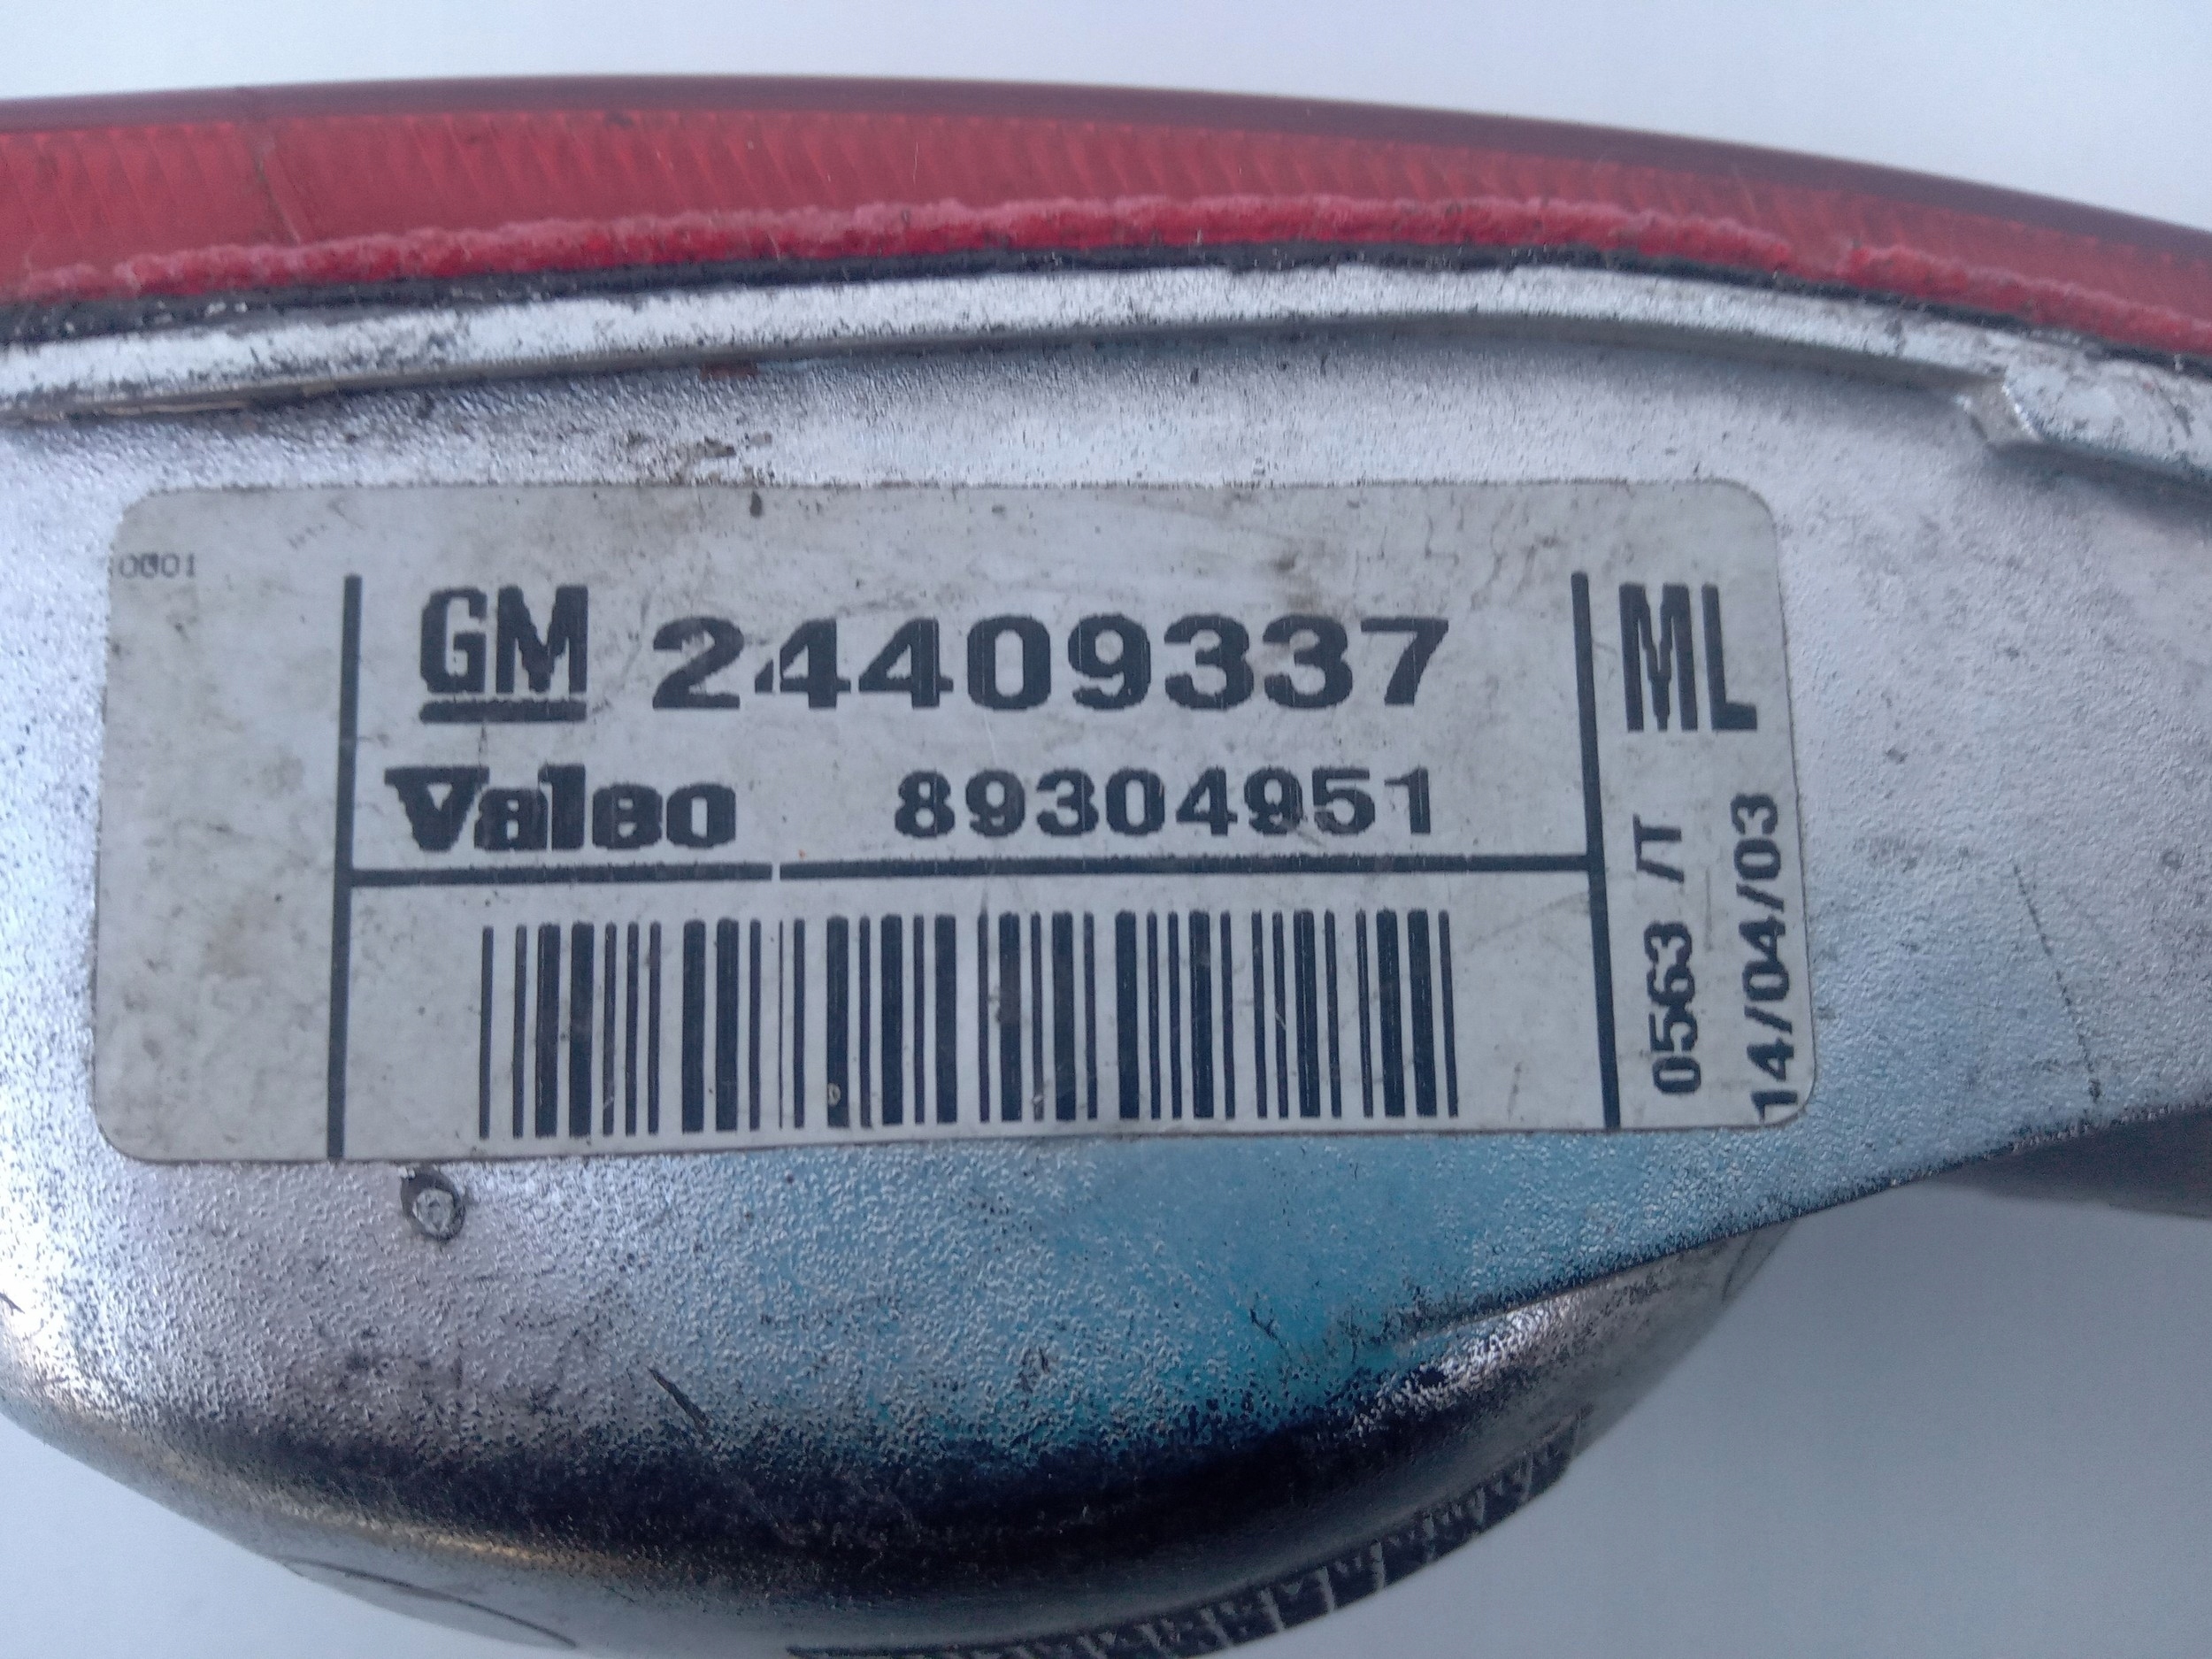 0001
GM 24409337
Valeo 89304951
ML
0563 /T
14/04/03